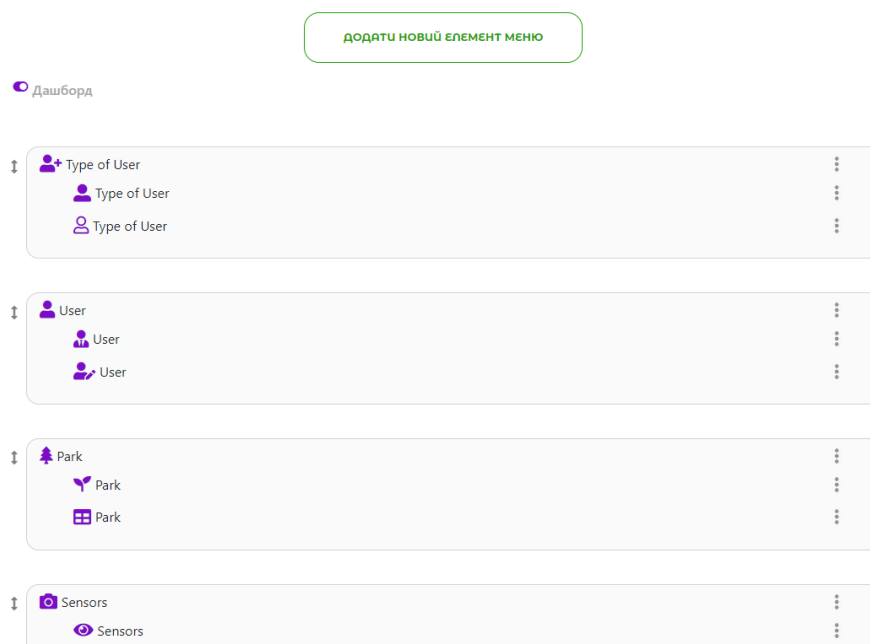 ДОДАТИ НОВИЙ ЕЛЕМЕНТ МЕНЮ
Дашборд
Type of User
Type of User
Type of User
User
User
User
Park
Park
Park
Sensors
Sensors